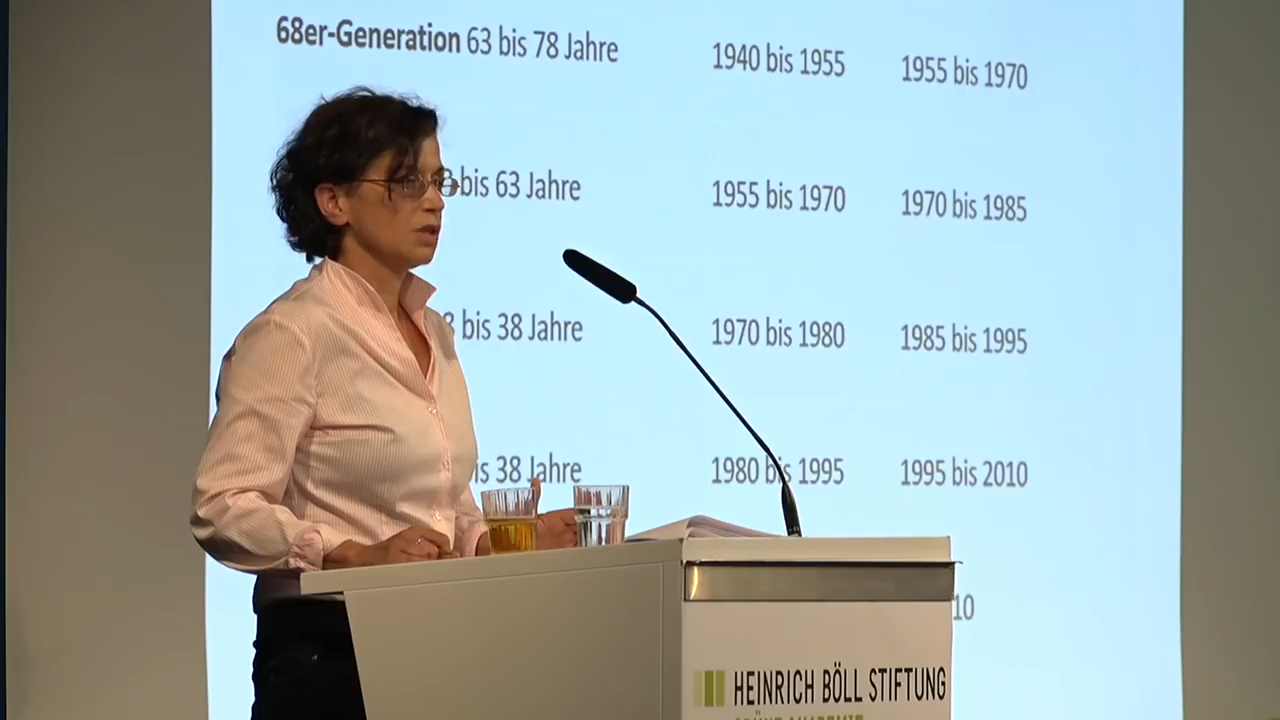 68er-Generation 63 bis 78 Jahre 1940 bis 1955 1955 bis 1970
bis 63 Jahre 1955 bis 1970 1970 bis 1985
bis 38 Jahre 1970 bis 1980 1985 bis 1995
38 Jahre 1980 bis 1995 1995 bis 2010
HEINRICH BÖLL STIFTUNG
GRÜNE AKADEMIE